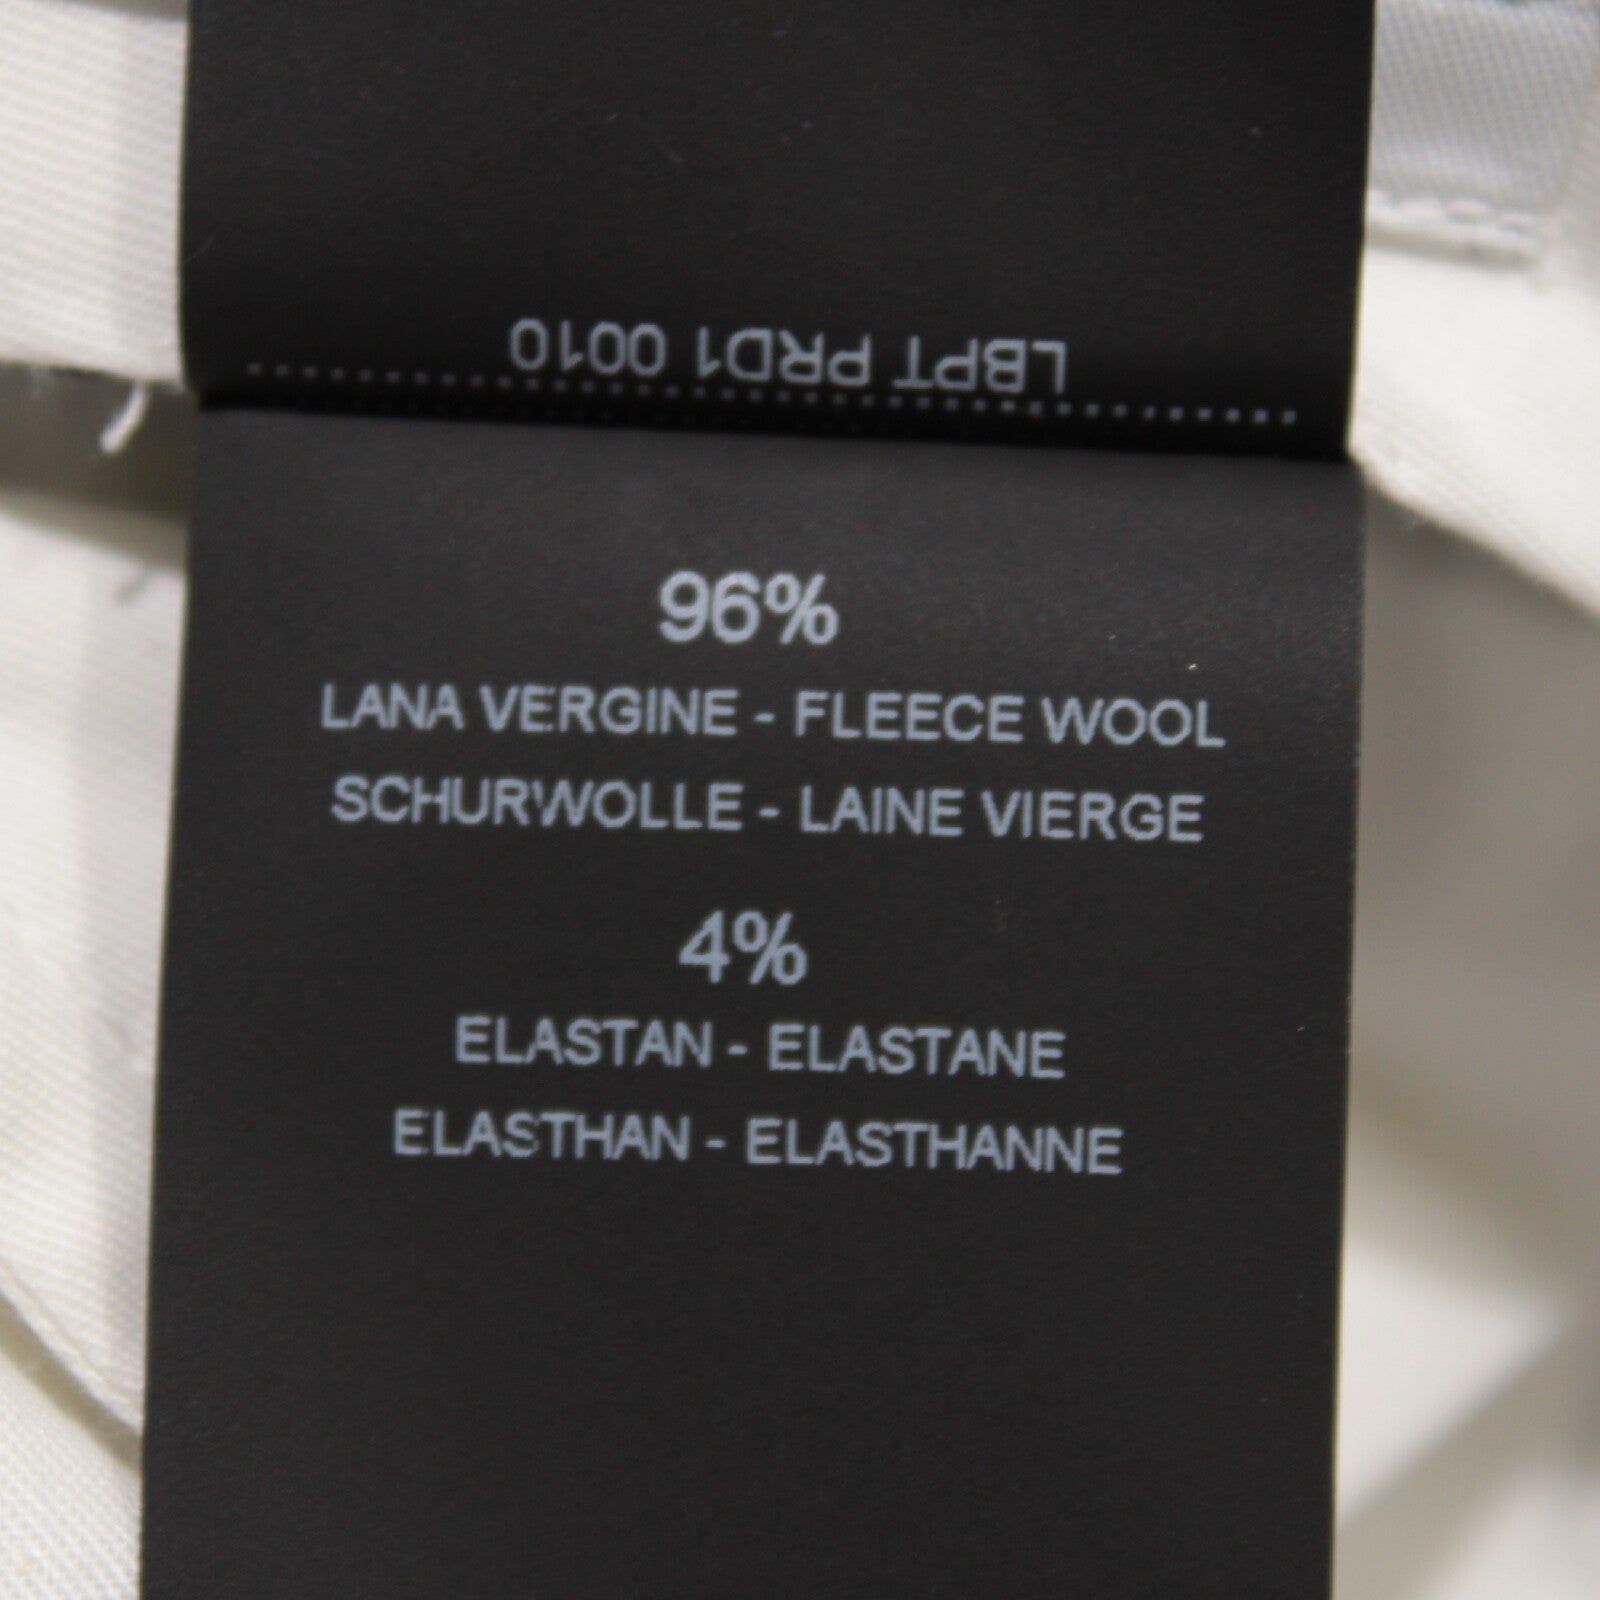 LBPT PRD1 0010
96%
LANA VERGINE - FLEECE WOOL
SCHURWOLLE - LAINE VIERGE
4%
ELASTAN - ELASTANE
ELASTHAN - ELASTHANNE